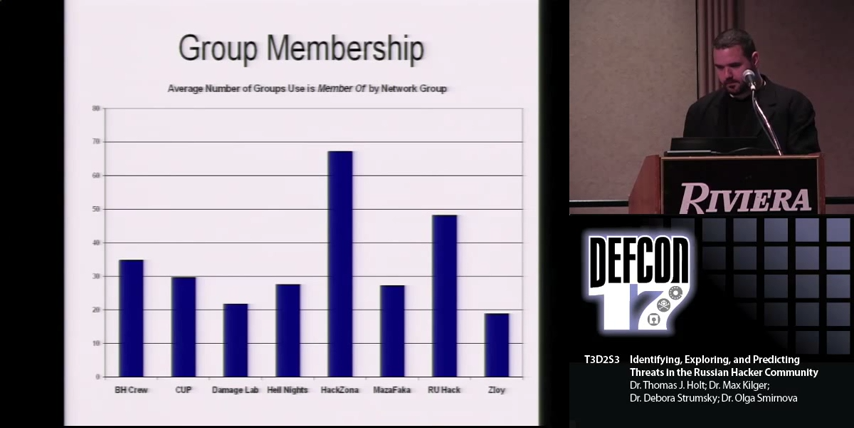 Group Membership
Average Number of Groups Use is Member Of by Network Group
80
70
60
50
40
30
20
10
0
BH Crew CUP Damage Lab Hell Nights HackZona MazaFaka RU Hack Zloy
RIVIERA
DEFCON
17
T3D2S3 Identifying, Exploring, and Predicting
Threats in the Russian Hacker Community
Dr. Thomas J. Holt; Dr. Max Kilger;
Dr. Debora Strumsky; Dr. Olga Smirnova